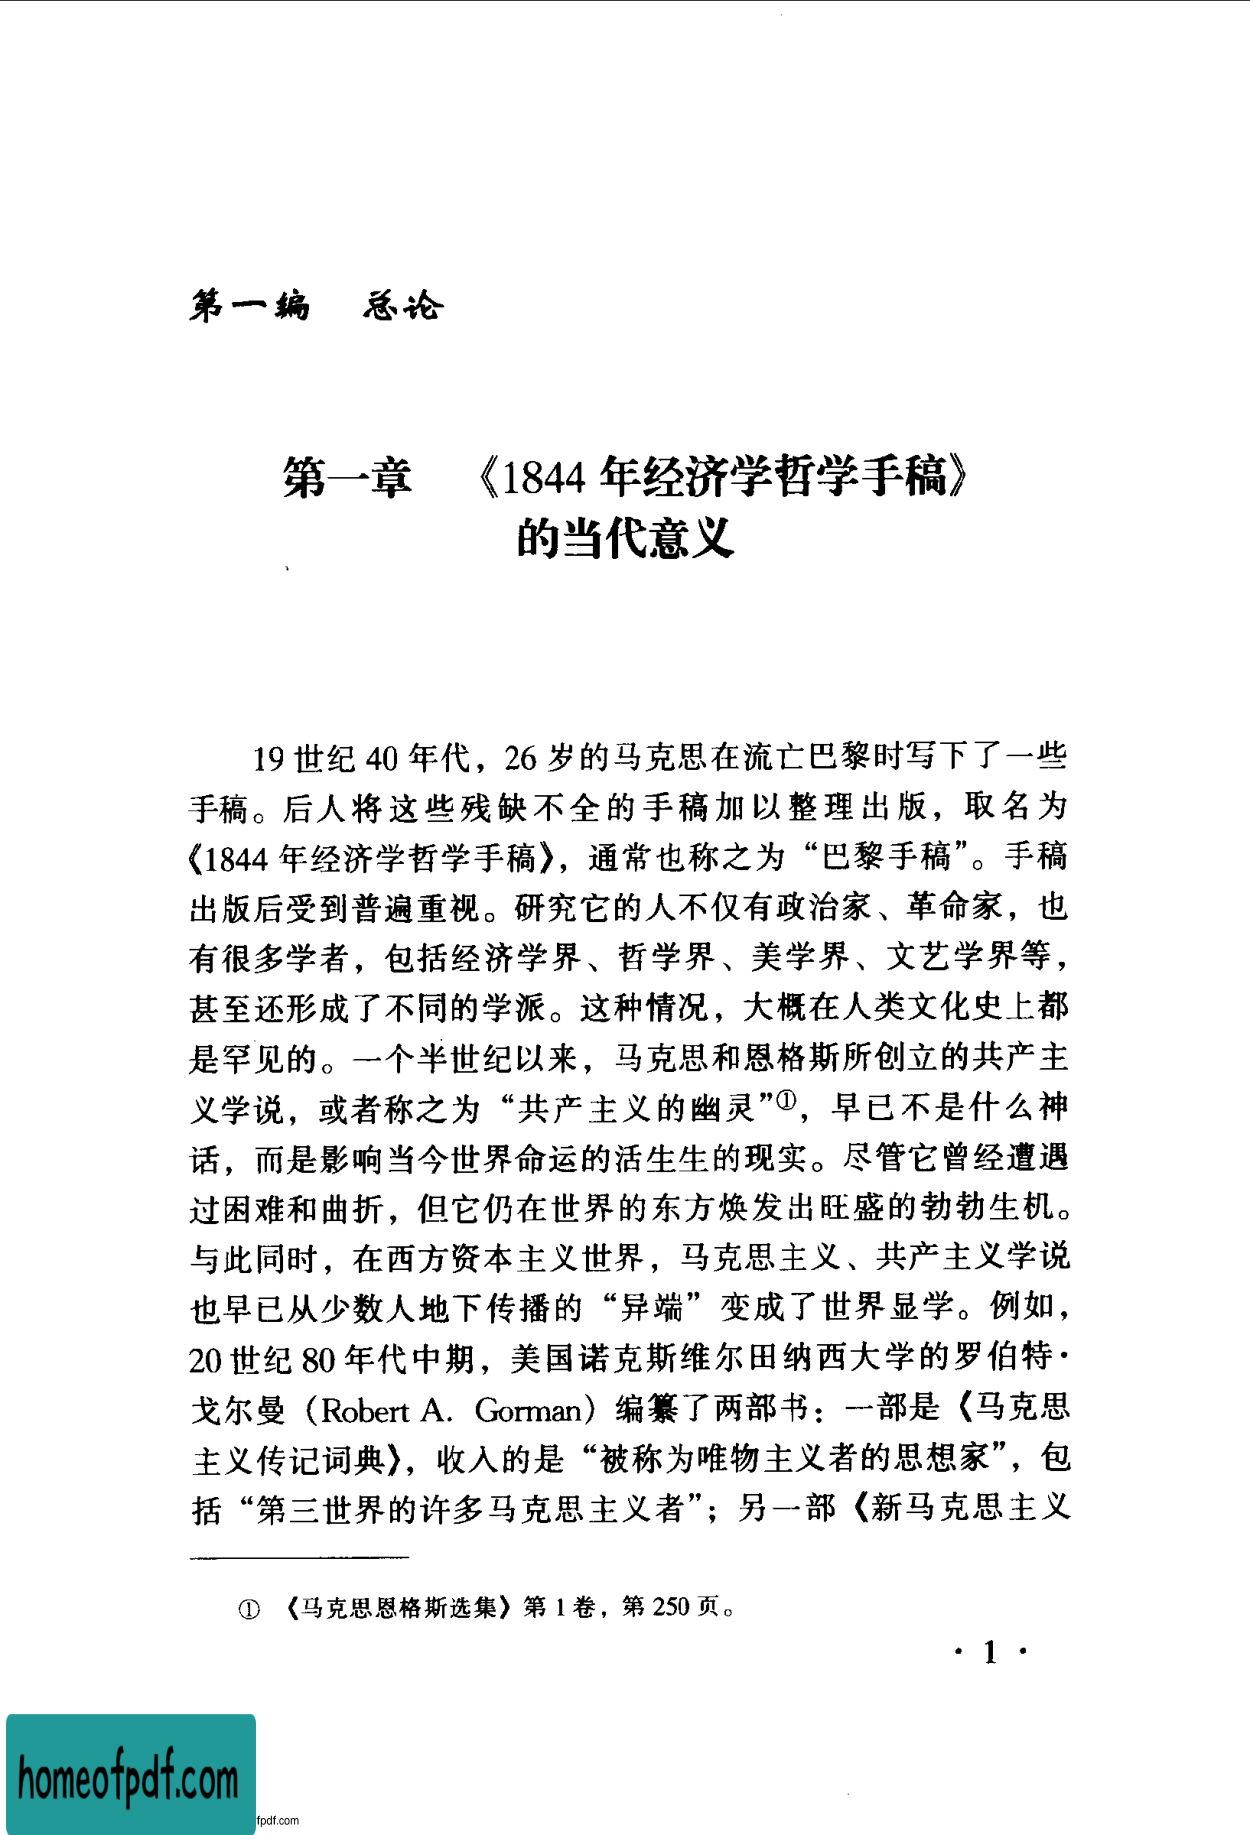 第一编 总论
第一章 《1844 年经济学哲学手稿》
的当代意义
19 世纪 40 年代，26 岁的马克思在流亡巴黎时写下了一些
手稿。后人将这些残缺不全的手稿加以整理出版，取名为
《1844 年经济学哲学手稿》，通常也称之为“巴黎手稿”。手稿
出版后受到普遍重视。研究它的人不仅有政治家、革命家，也
有很多学者，包括经济学界、哲学界、美学界、文艺学界等，
甚至还形成了不同的学派。这种情况，大概在人类文化史上都
是罕见的。一个半世纪以来，马克思和恩格斯所创立的共产主
义学说，或者称之为“共产主义的幽灵”①，早已不是什么神
话，而是影响当今世界命运的活生生的现实。尽管它曾经遭遇
过困难和曲折，但它仍在世界的东方焕发出旺盛的勃勃生机。
与此同时，在西方资本主义世界，马克思主义、共产主义学说
也早已从少数人地下传播的“异端”变成了世界显学。例如，
20 世纪 80 年代中期，美国诺克斯维尔田纳西大学的罗伯特·
戈尔曼（Robert A. Gorman）编纂了两部书：一部是《马克思
主义传记词典》，收入的是“被称为唯物主义者的思想家”，包
括“第三世界的许多马克思主义者”；另一部《新马克思主义
① 《马克思恩格斯选集》第 1 卷，第 250 页。
· 1 ·
homeofpdf.com
fpdf.com